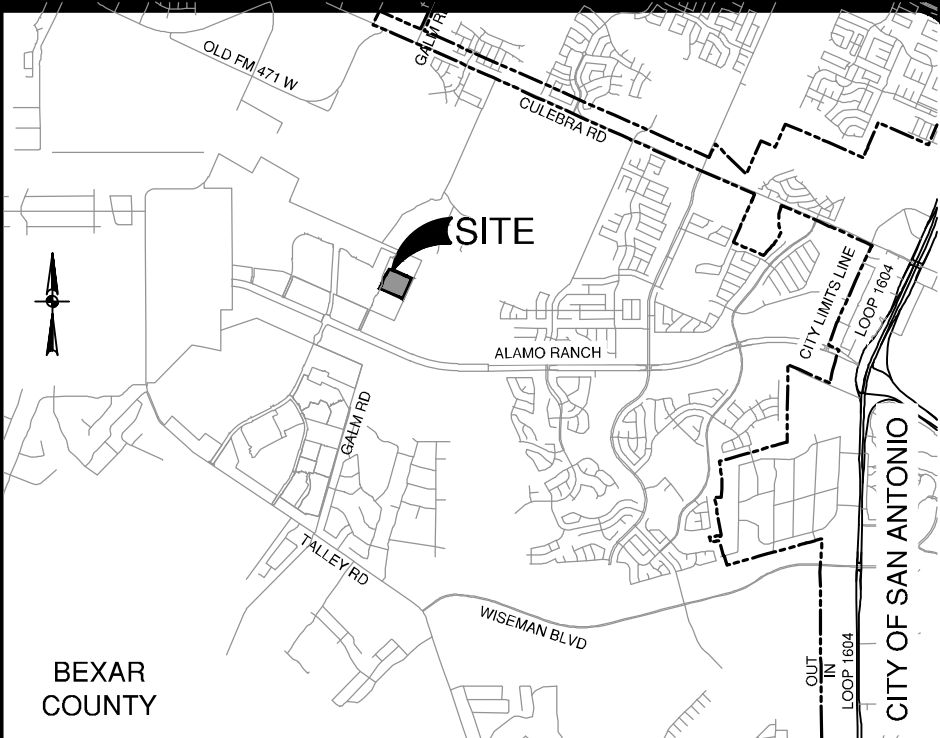 GALM R
OLD FM 471 W
CULEBRA RD
SITE
CITY LIMITS LINE
LOOP 1604
ALAMO RANCH
GALM RD
CITY OF SAN ANTONIO
TALLEY RD
WISEMAN BLVD
OUT
IN
LOOP 1604
BEXAR
COUNTY